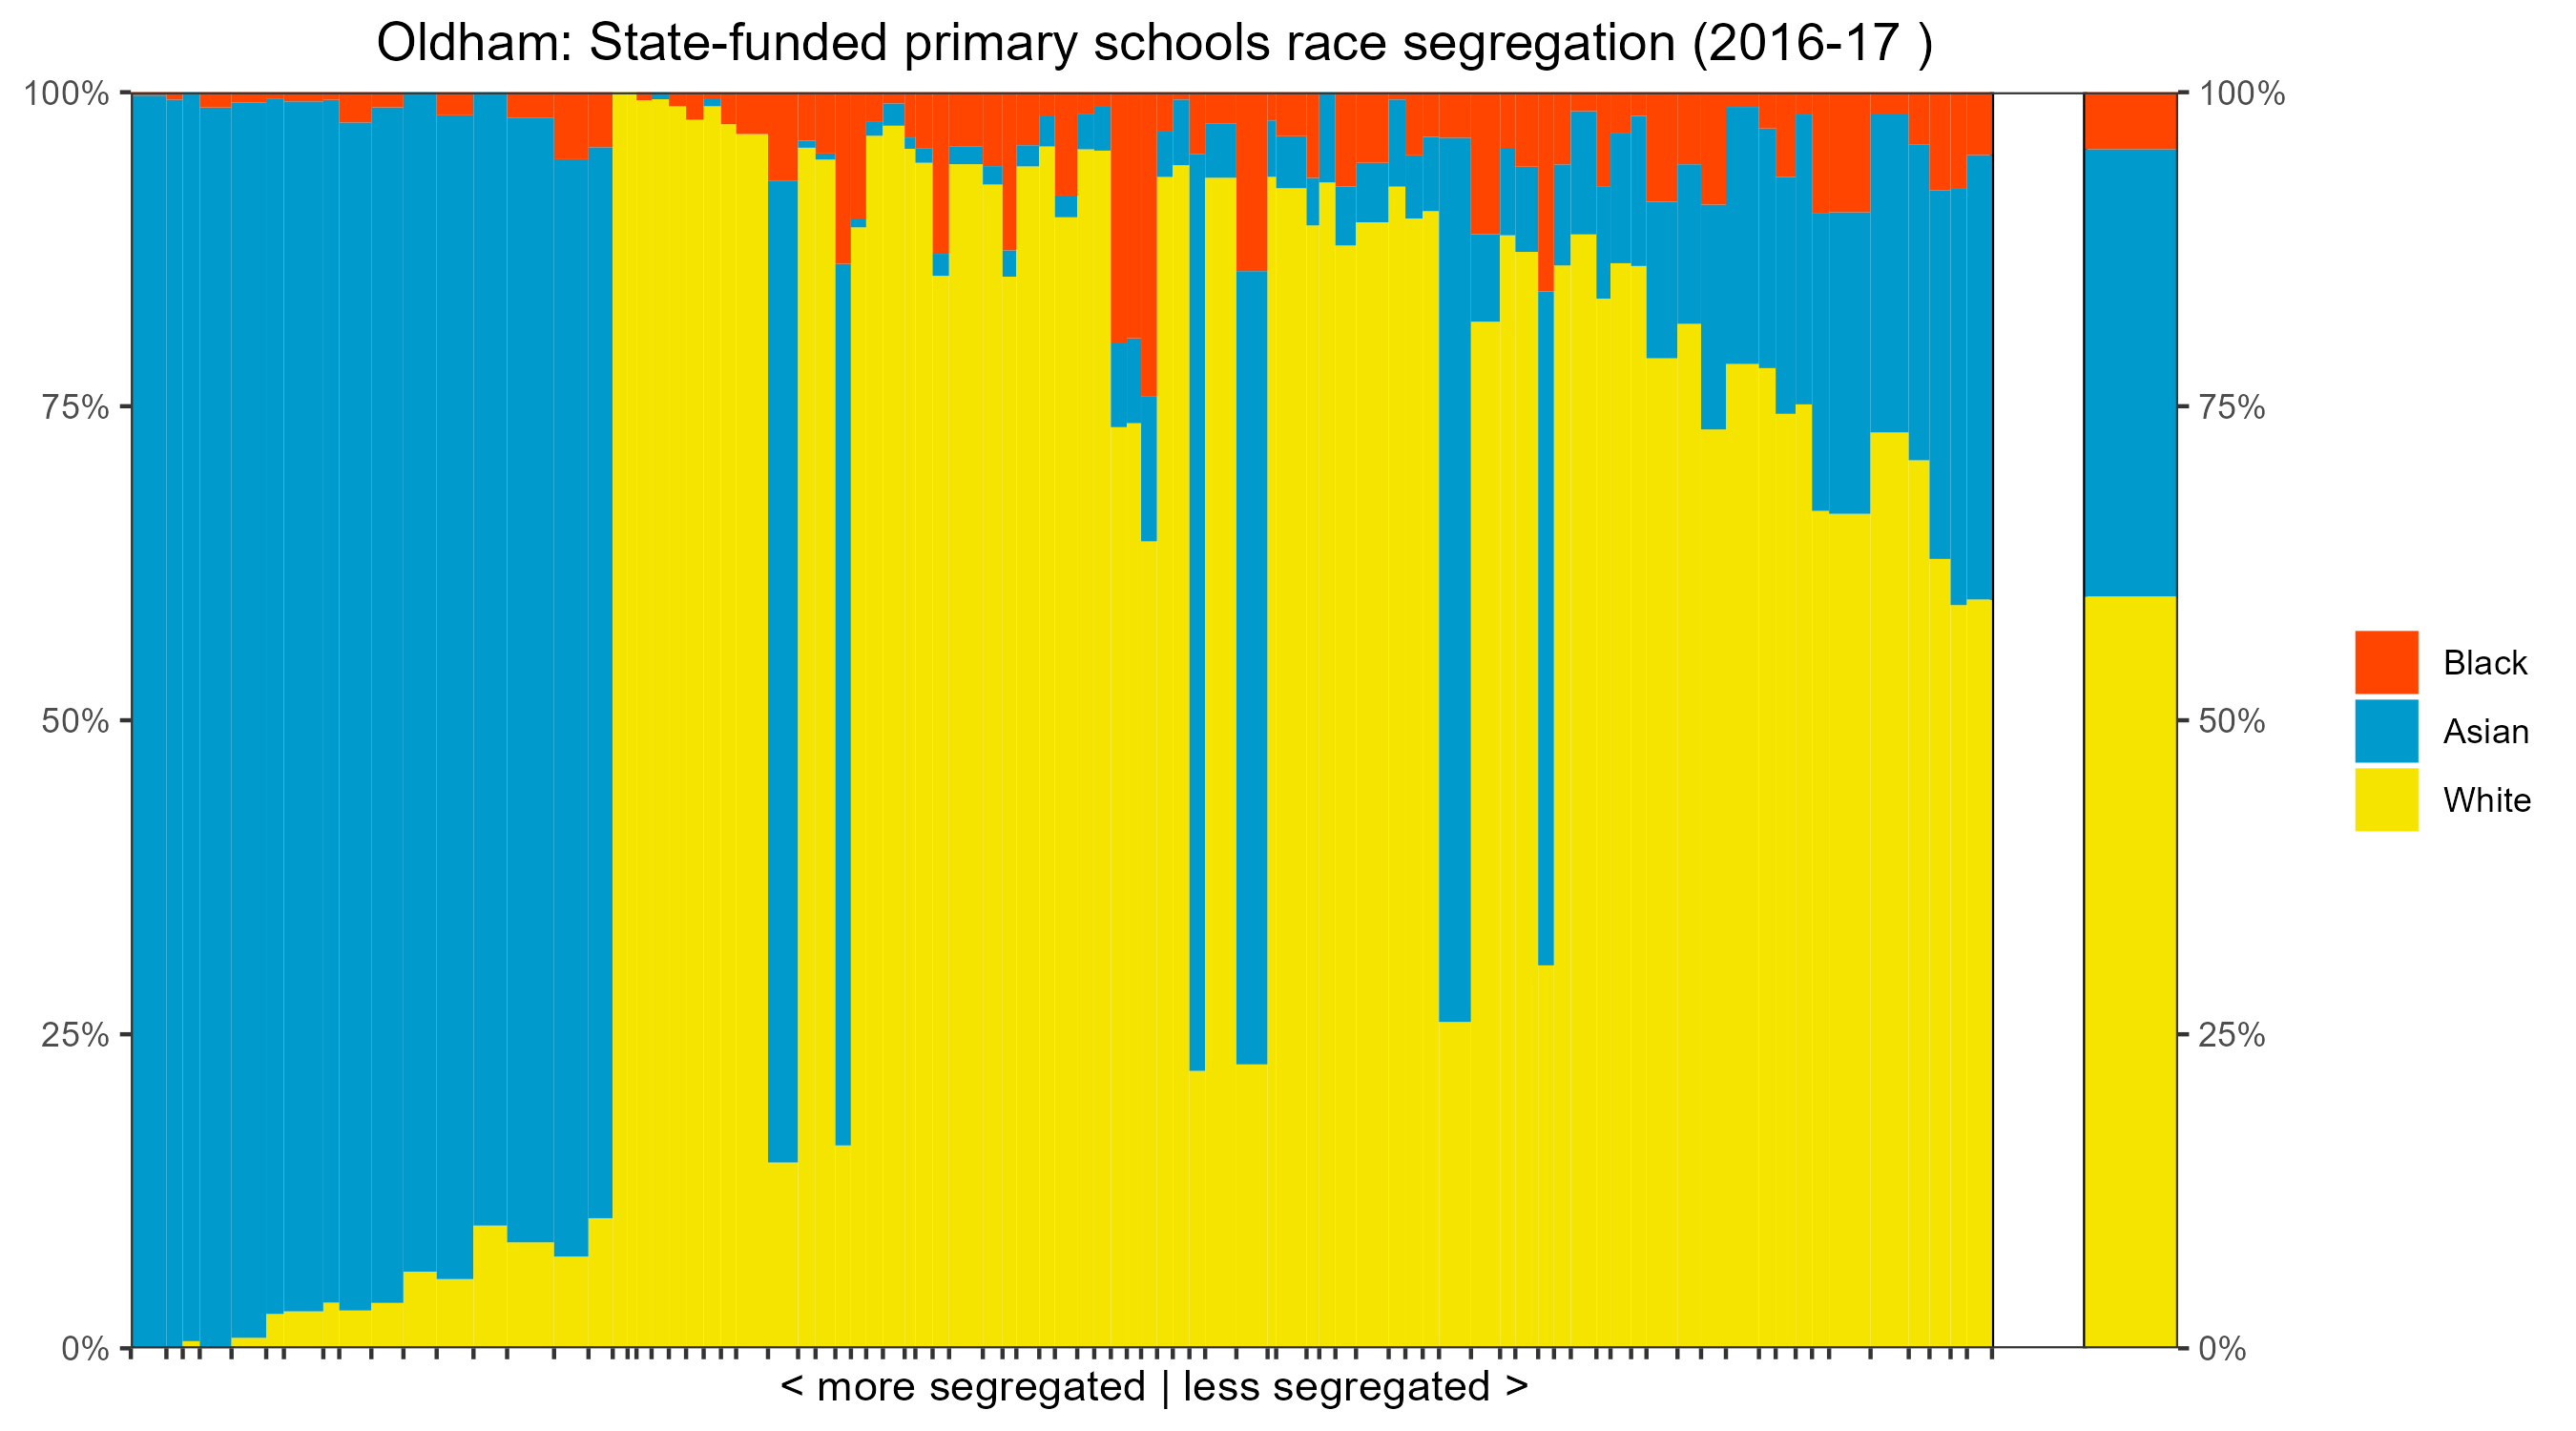 Oldham: State-funded primary schools race segregation (2016-17 )
100%
75%
50%
25%
0%
100%
75%
50%
25%
0%
Black
Asian
White
< more segregated | less segregated >